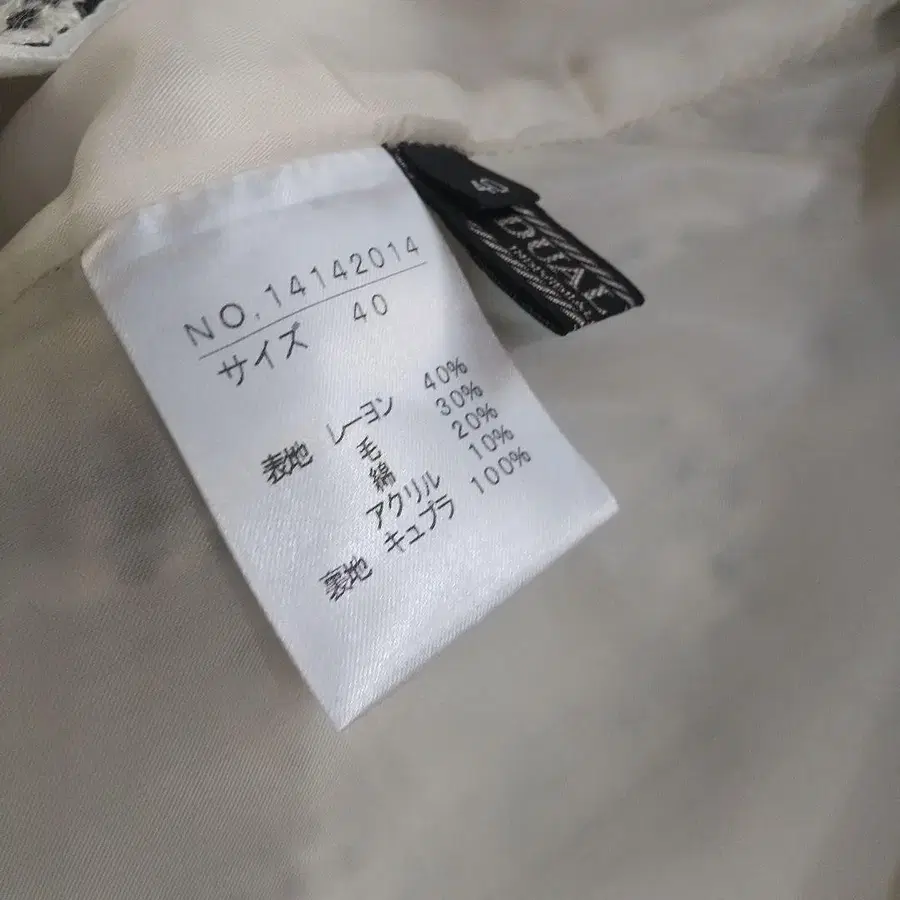 NO.14142014
サイズ 40
表地 レーヨン 40%
毛 30%
綿 20%
アクリル 10%
裏地 キュプラ 100%
40
DUAL